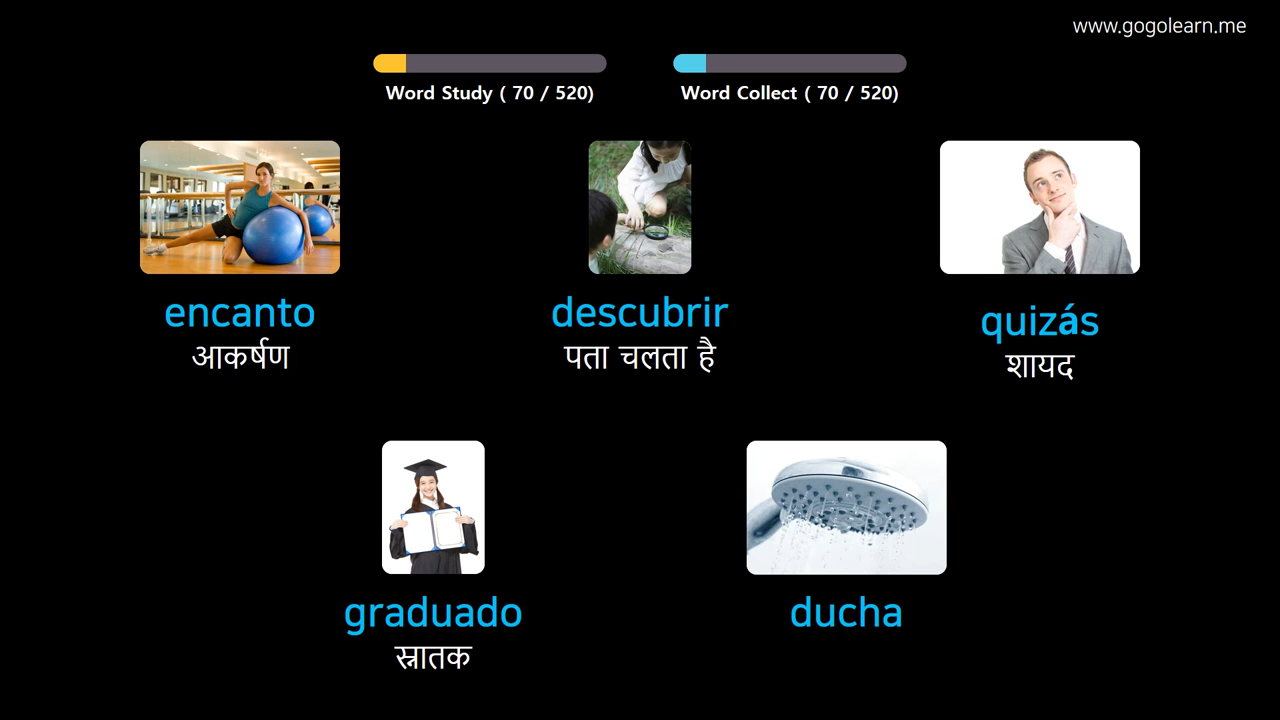 www.gogolearn.me
Word Study ( 70 / 520)
Word Collect ( 70 / 520)
encanto
आकर्षण
descubrir
पता चलता है
quizás
शायद
graduado
स्नातक
ducha